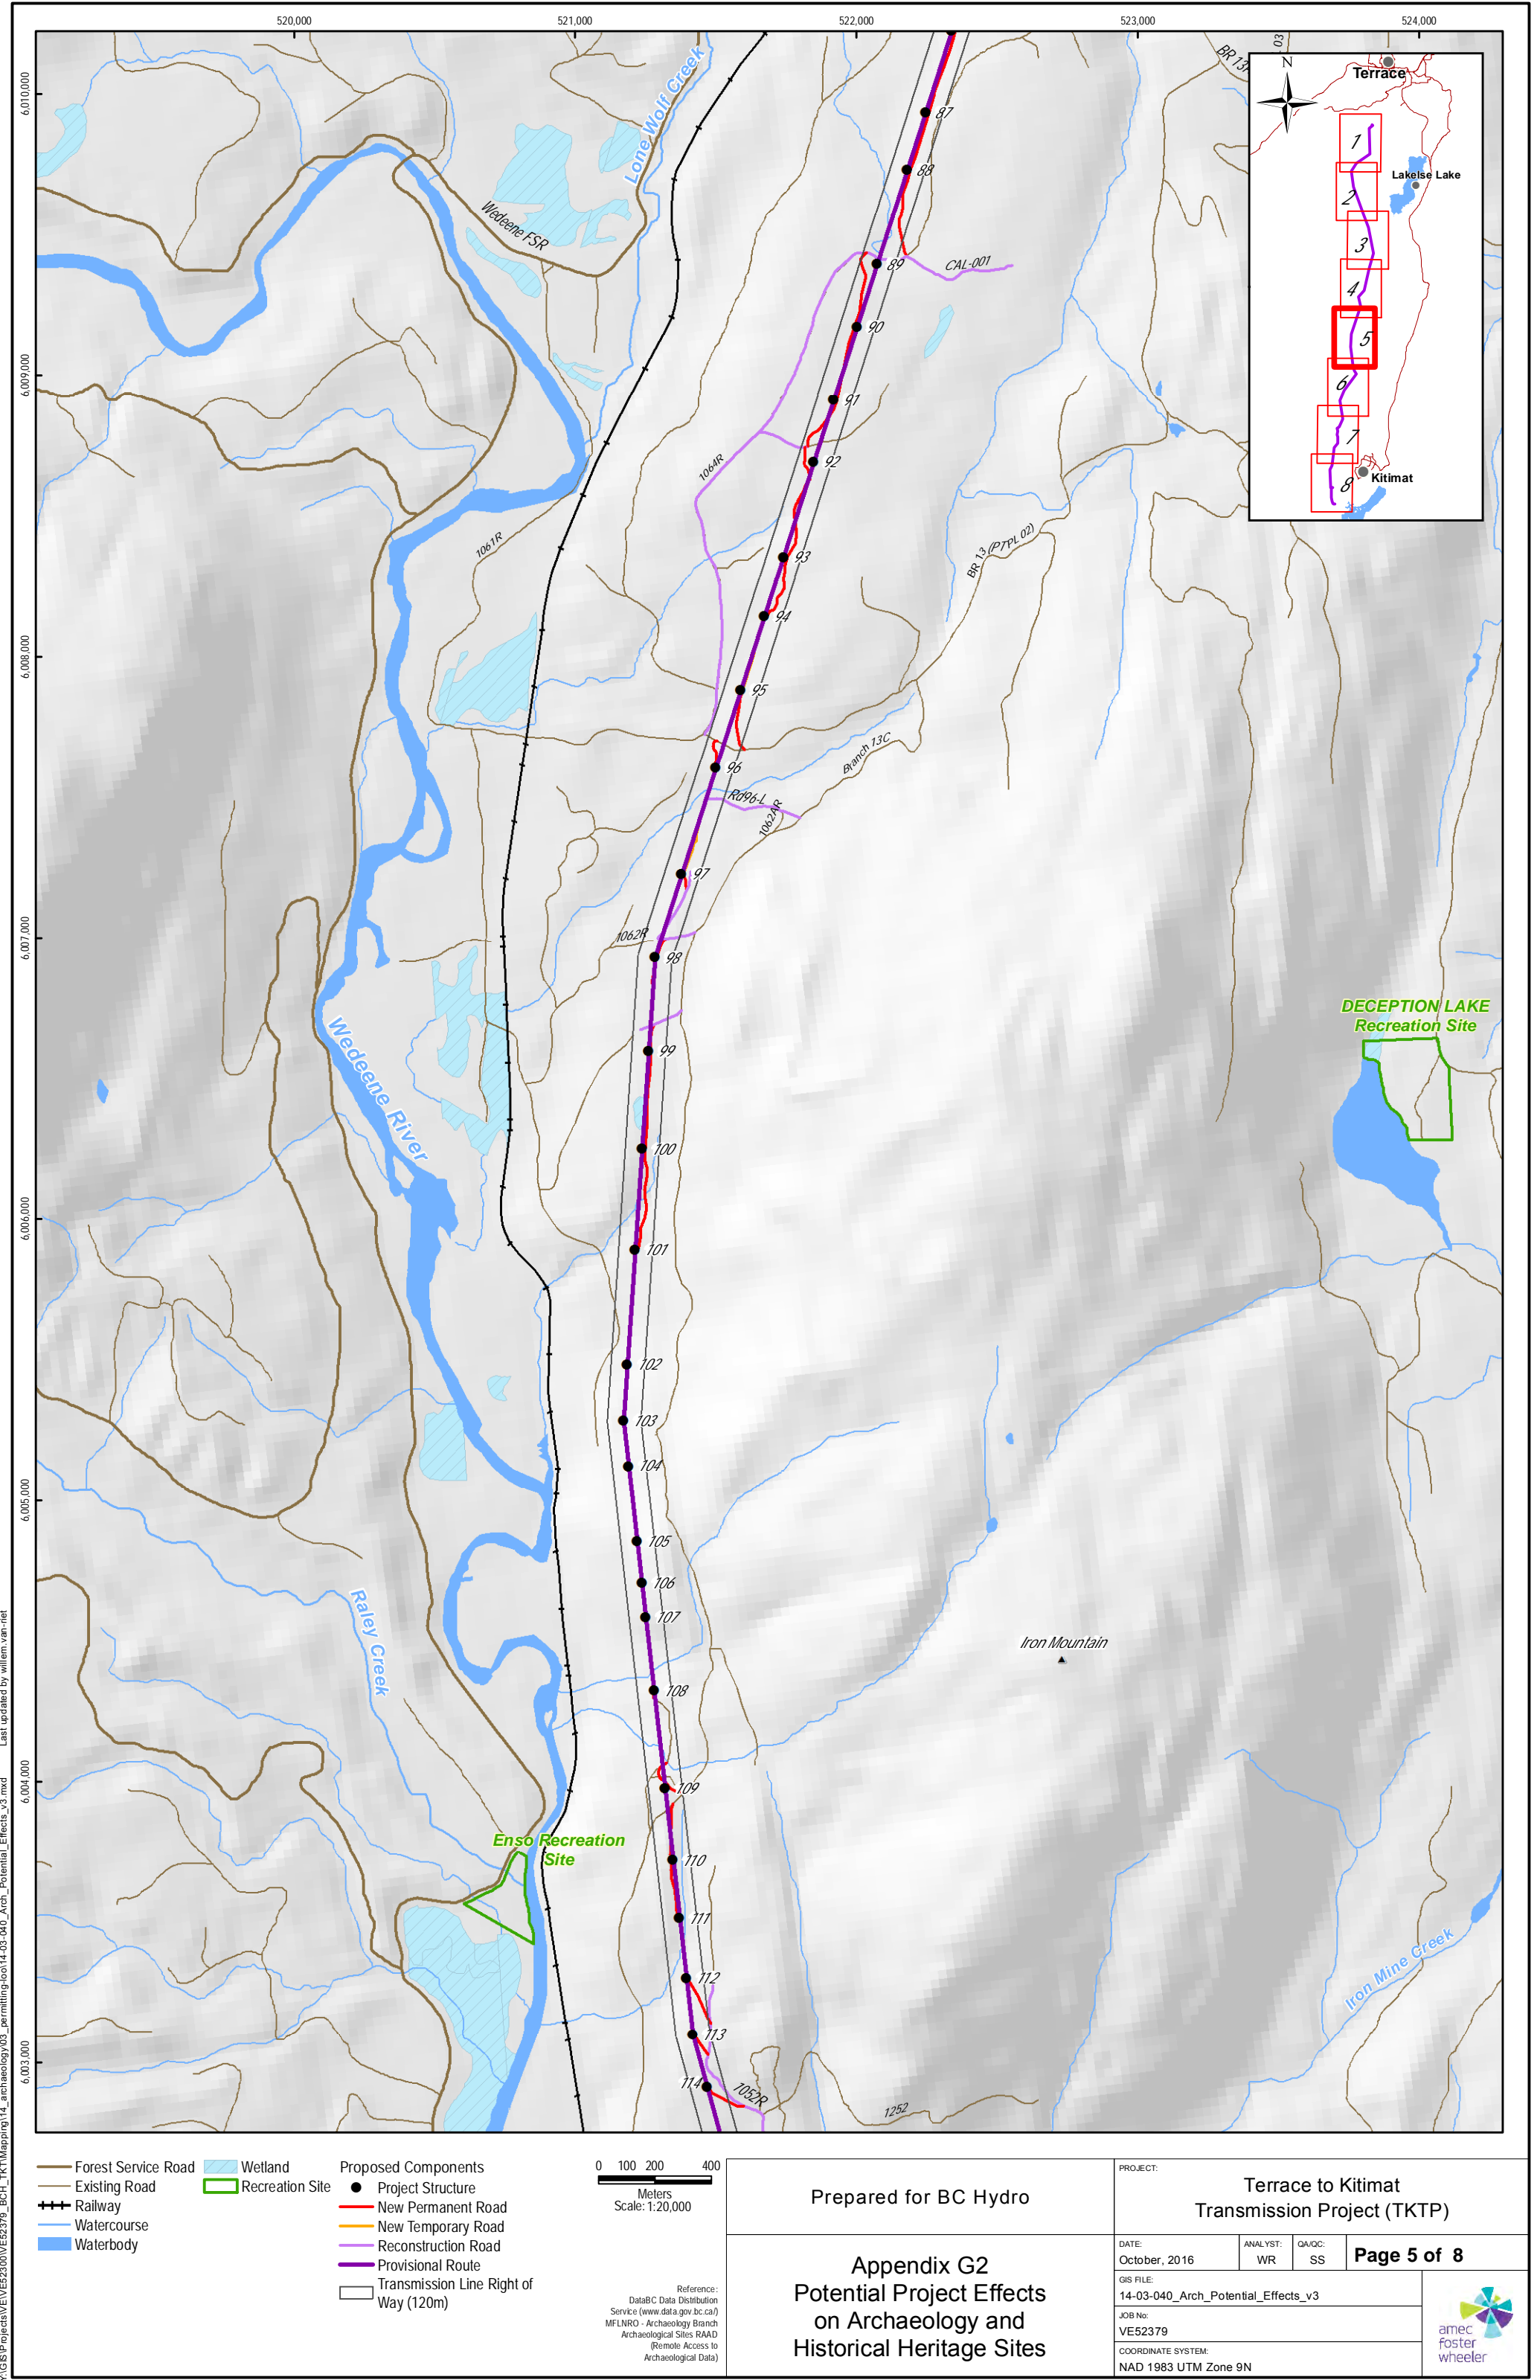 520,000
521,000
522,000
523,000
524,000
6,010,000
6,009,000
6,008,000
6,007,000
6,006,000
6,005,000
6,004,000
6,003,000
Lone Wolf Creek
Wedeene FSR
03
N
Terrace
Lakelse Lake
Kitimat
1
2
3
4
5
6
7
8
87
88
89
CAL-001
90
91
92
1064R
1061R
93
BR 13 (PTPL 02)
94
95
96
Branch 13C
Rd96-L
1062AR
97
1062R
98
99
100
101
102
103
104
105
106
107
108
109
110
111
112
113
114
1052R
1252
Wedeene River
DECEPTION LAKE
Recreation Site
Raley Creek
Iron Mountain
Enso Recreation
Site
Iron Mine Creek
Last updated by willem.van-riet
Forest Service Road
Existing Road
Railway
Watercourse
Waterbody
Wetland
Recreation Site
Proposed Components
Project Structure
New Permanent Road
New Temporary Road
Reconstruction Road
Provisional Route
Transmission Line Right of
Way (120m)
0 100 200 400
Meters
Scale: 1:20,000
Reference:
DataBC Data Distribution
Service (www.data.gov.bc.ca/)
MFLNRO - Archaeology Branch
Archaeological Sites RAAD
(Remote Access to
Archaeological Data)
Prepared for BC Hydro
Appendix G2
Potential Project Effects
on Archaeology and
Historical Heritage Sites
PROJECT:
Terrace to Kitimat
Transmission Project (TKTP)
DATE:
October, 2016
ANALYST:
WR
QA/QC:
SS
Page 5 of 8
GIS FILE:
14-03-040_Arch_Potential_Effects_v3
JOB No:
VE52379
COORDINATE SYSTEM:
NAD 1983 UTM Zone 9N
amec
foster
wheeler